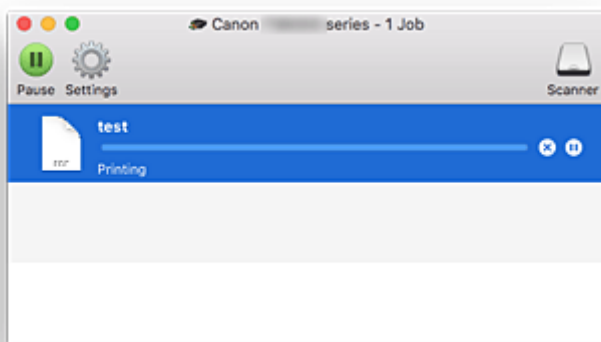 Canon series - 1 Job
Pause Settings
Scanner
test
Printing